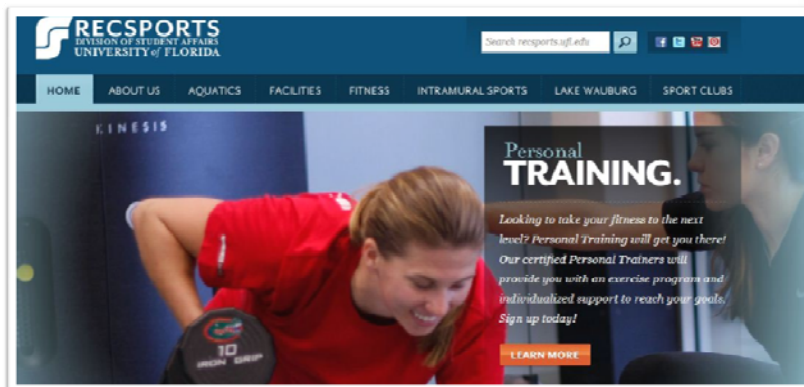 RECSPORTS
DIVISION OF STUDENT AFFAIRS
UNIVERSITY of FLORIDA
Search recsports.ufl.edu
HOME ABOUT US AQUATICS FACILITIES FITNESS INTRAMURAL SPORTS LAKE WAUBURG SPORT CLUBS
KINESIS
Personal
TRAINING.
Looking to take your fitness to the next
level? Personal Training will get you there!
Our certified Personal Trainers will
provide you with an exercise program and
individualized support to reach your goals.
Sign up today!
LEARN MORE
10
IRON GRIP